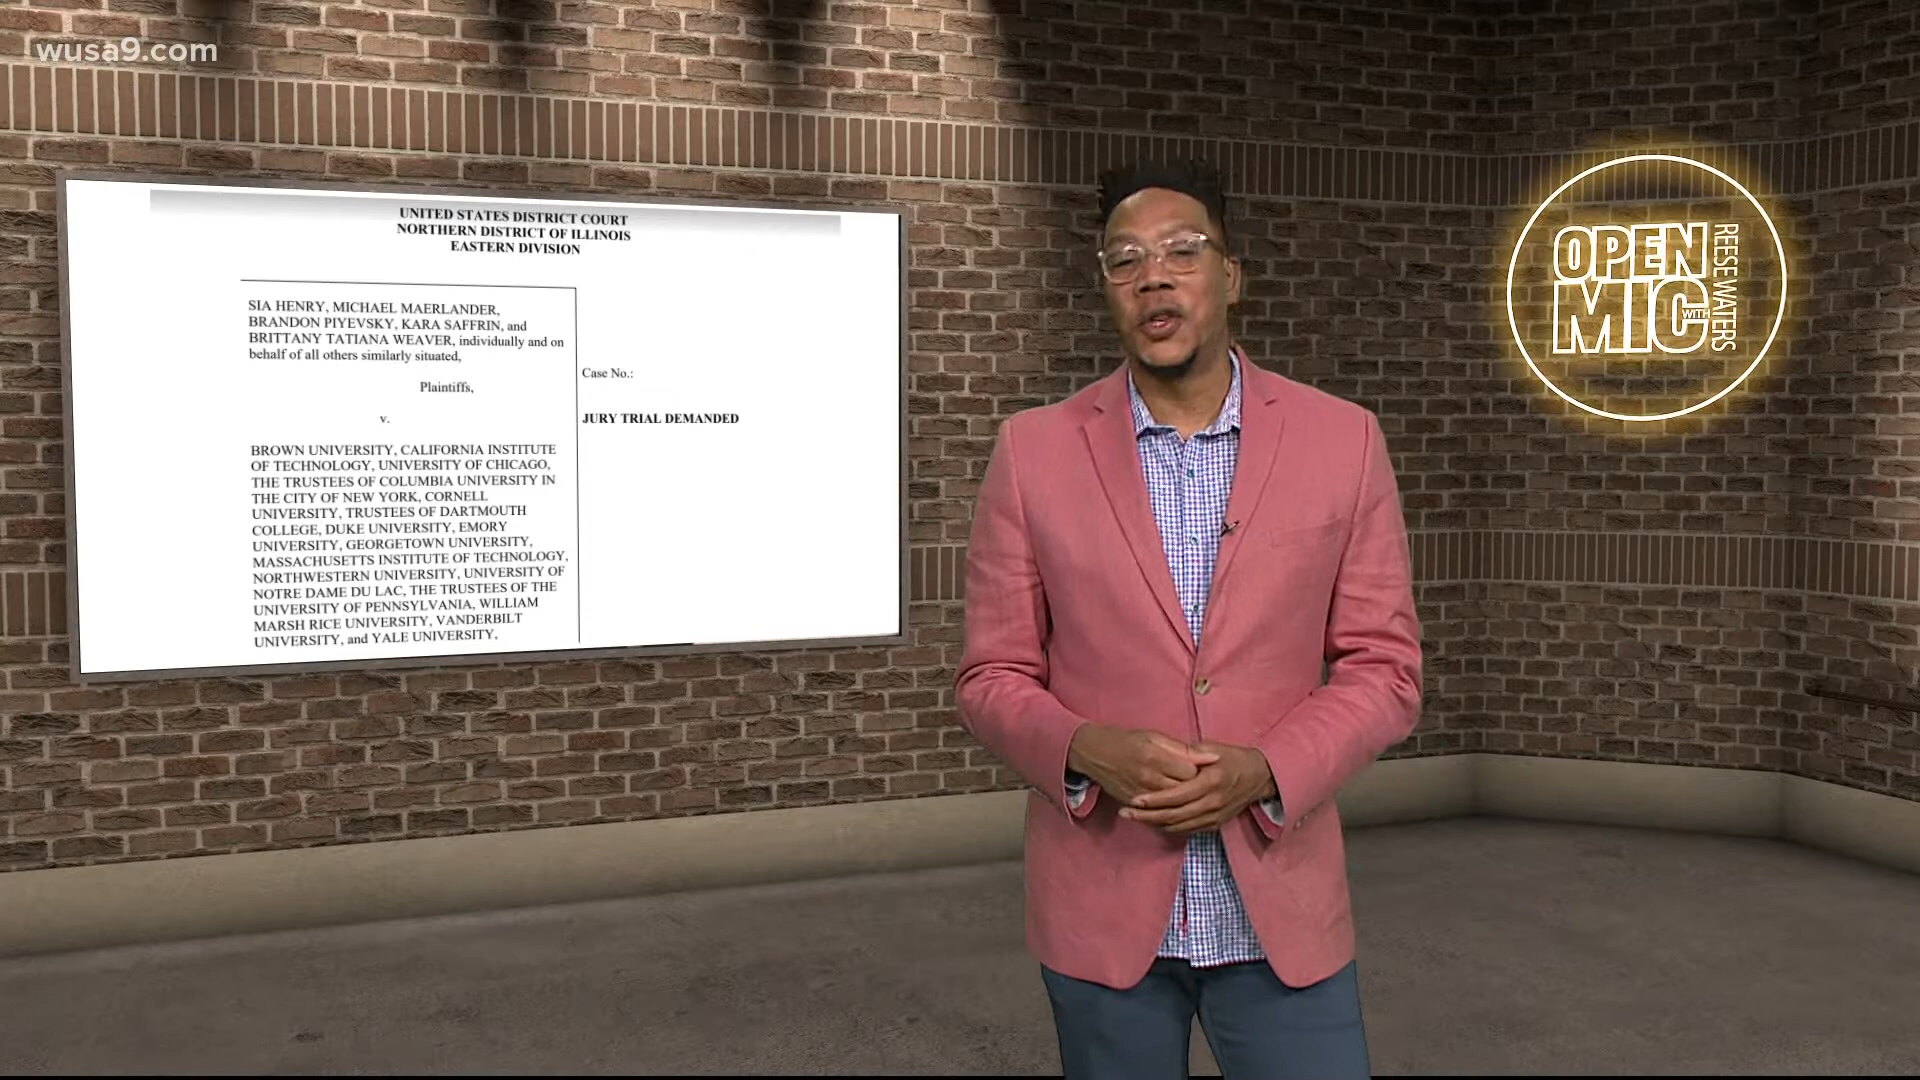 wusa9.com
UNITED STATES DISTRICT COURT
NORTHERN DISTRICT OF ILLINOIS
EASTERN DIVISION
SIA HENRY, MICHAEL MAERLANDER,
BRANDON PIYEVSKY, KARA SAFFRIN, and
BRITTANY TATIANA WEAVER, individually and on
behalf of all others similarly situated,
Plaintiffs,
v.
BROWN UNIVERSITY, CALIFORNIA INSTITUTE
OF TECHNOLOGY, UNIVERSITY OF CHICAGO,
THE TRUSTEES OF COLUMBIA UNIVERSITY IN
THE CITY OF NEW YORK, CORNELL
UNIVERSITY, TRUSTEES OF DARTMOUTH
COLLEGE, DUKE UNIVERSITY, EMORY
UNIVERSITY, GEORGETOWN UNIVERSITY,
MASSACHUSETTS INSTITUTE OF TECHNOLOGY,
NORTHWESTERN UNIVERSITY, UNIVERSITY OF
NOTRE DAME DU LAC, THE TRUSTEES OF THE
UNIVERSITY OF PENNSYLVANIA, WILLIAM
MARSH RICE UNIVERSITY, VANDERBILT
UNIVERSITY, and YALE UNIVERSITY,
Case No.:
JURY TRIAL DEMANDED
OPEN
MIC
WITH
REESE WATERS